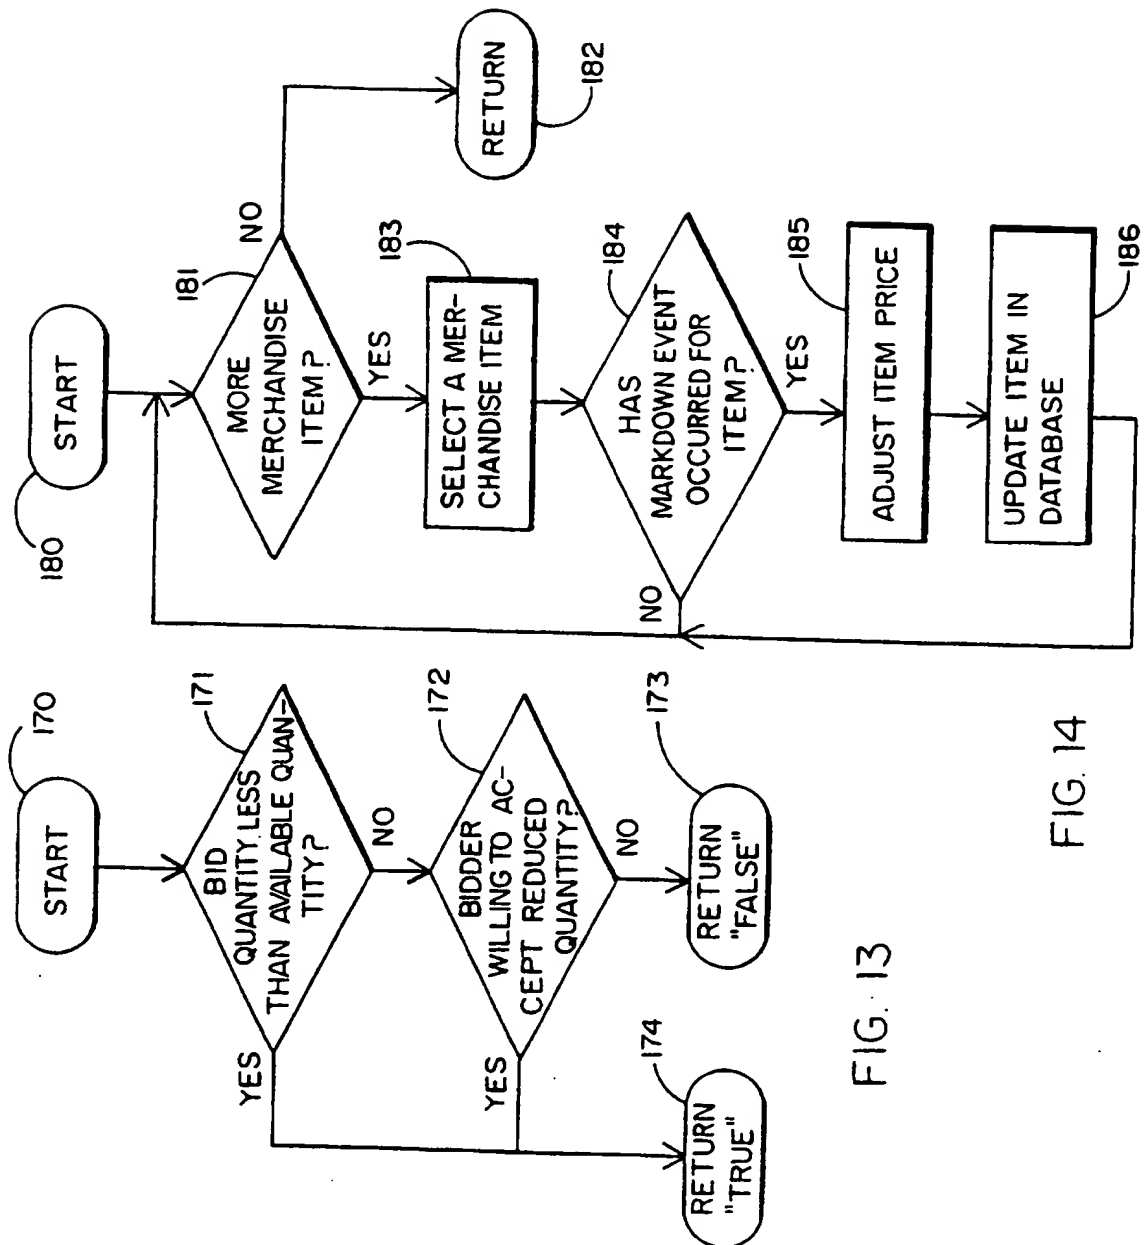 170
START
171
BID
QUANTITY LESS
THAN AVAILABLE QUAN-
TITY?
YES
NO
172
BIDDER
WILLING TO AC-
CEPT REDUCED
QUANTITY?
YES
NO
174
RETURN
"TRUE"
173
RETURN
"FALSE"
FIG. 13
180
START
181
MORE
MERCHANDISE
ITEM?
NO
YES
RETURN
182
183
SELECT A MER-
CHANDISE ITEM
184
HAS
MARKDOWN EVENT
OCCURRED FOR
ITEM?
NO
YES
185
ADJUST ITEM PRICE
UPDATE ITEM IN
DATABASE
186
FIG. 14